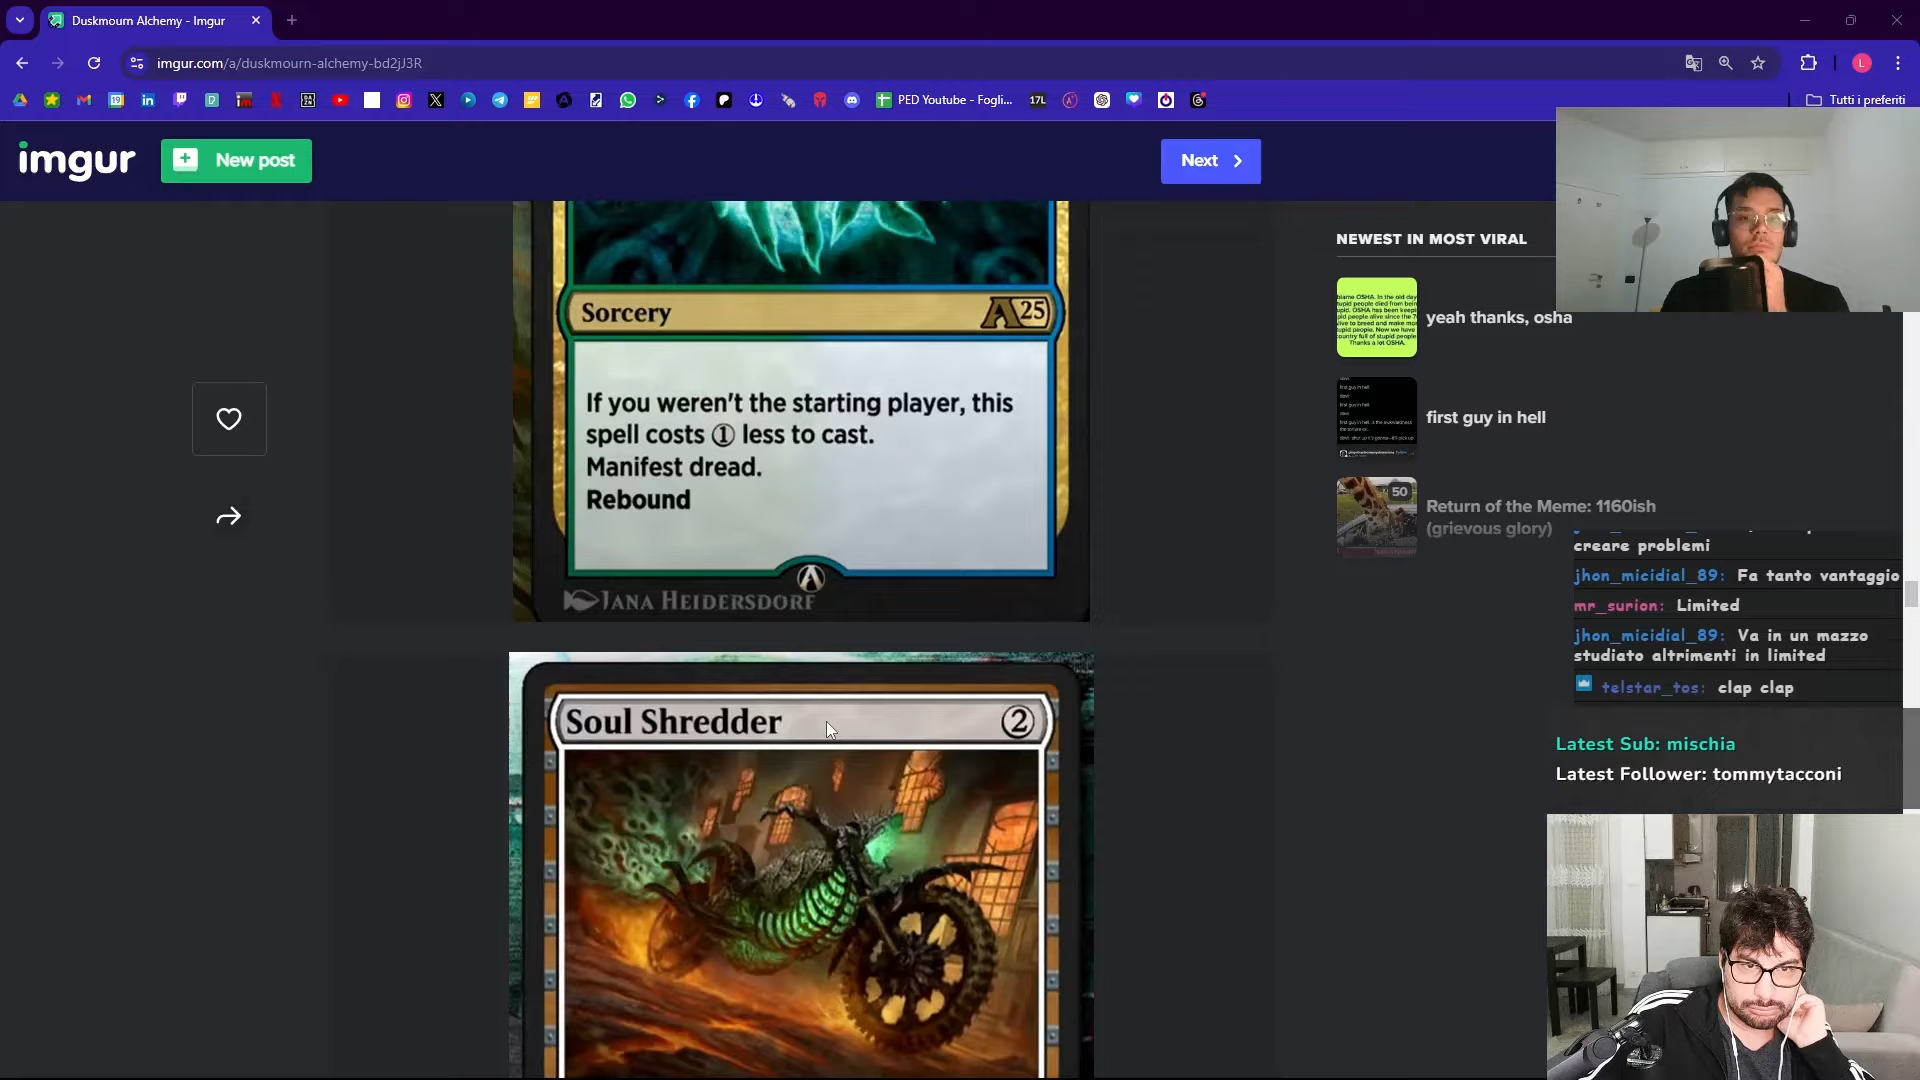 Duskmourn Alchemy - Imgur
imgur.com/a/duskmourn-alchemy-bd2jJ3R
L
19
PED Youtube - Fogli...
17L
Tutti i preferiti
imgur
New post
Next
Sorcery
A25
If you weren't the starting player, this
spell costs ① less to cast.
Manifest dread.
Rebound
JANA HEIDERSDORF
Soul Shredder
2
NEWEST IN MOST VIRAL
yeah thanks, osha
first guy in hell
50
Return of the Meme: 1160ish
(grievous glory)
creare problemi
jhon_micidial_89: Fa tanto vantaggio
mr_surion: Limited
jhon_micidial_89: Va in un mazzo
studiato altrimenti in limited
telstar_tos: clap clap
Latest Sub: mischia
Latest Follower: tommytacconi